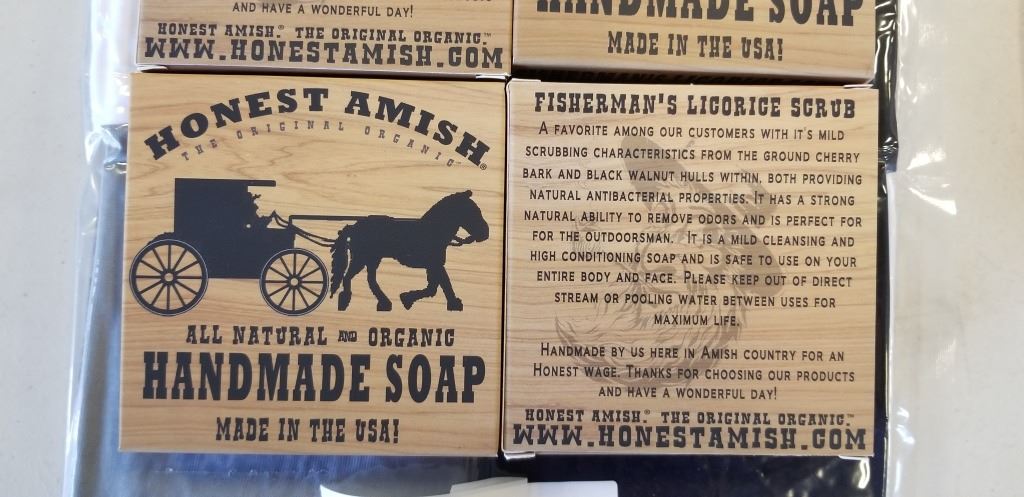 AND HAVE A WONDERFUL DAY!
HONEST AMISH.® THE ORIGINAL ORGANIC.™
WWW.HONESTAMISH.COM
HANDMADE SOAP
MADE IN THE USA!
HONEST AMISH®
THE ORIGINAL ORGANIC™
ALL NATURAL AND ORGANIC
HANDMADE SOAP
MADE IN THE USA!
FISHERMAN'S LICORICE SCRUB
A FAVORITE AMONG OUR CUSTOMERS WITH IT'S MILD
SCRUBBING CHARACTERISTICS FROM THE GROUND CHERRY
BARK AND BLACK WALNUT HULLS WITHIN, BOTH PROVIDING
NATURAL ANTIBACTERIAL PROPERTIES. IT HAS A STRONG
NATURAL ABILITY TO REMOVE ODORS AND IS PERFECT FOR
FOR THE OUTDOORSMAN. IT IS A MILD CLEANSING AND
HIGH CONDITIONING SOAP AND IS SAFE TO USE ON YOUR
ENTIRE BODY AND FACE. PLEASE KEEP OUT OF DIRECT
STREAM OR POOLING WATER BETWEEN USES FOR
MAXIMUM LIFE.
HANDMADE BY US HERE IN AMISH COUNTRY FOR AN
HONEST WAGE. THANKS FOR CHOOSING OUR PRODUCTS
AND HAVE A WONDERFUL DAY!
HONEST AMISH.® THE ORIGINAL ORGANIC.™
WWW.HONESTAMISH.COM